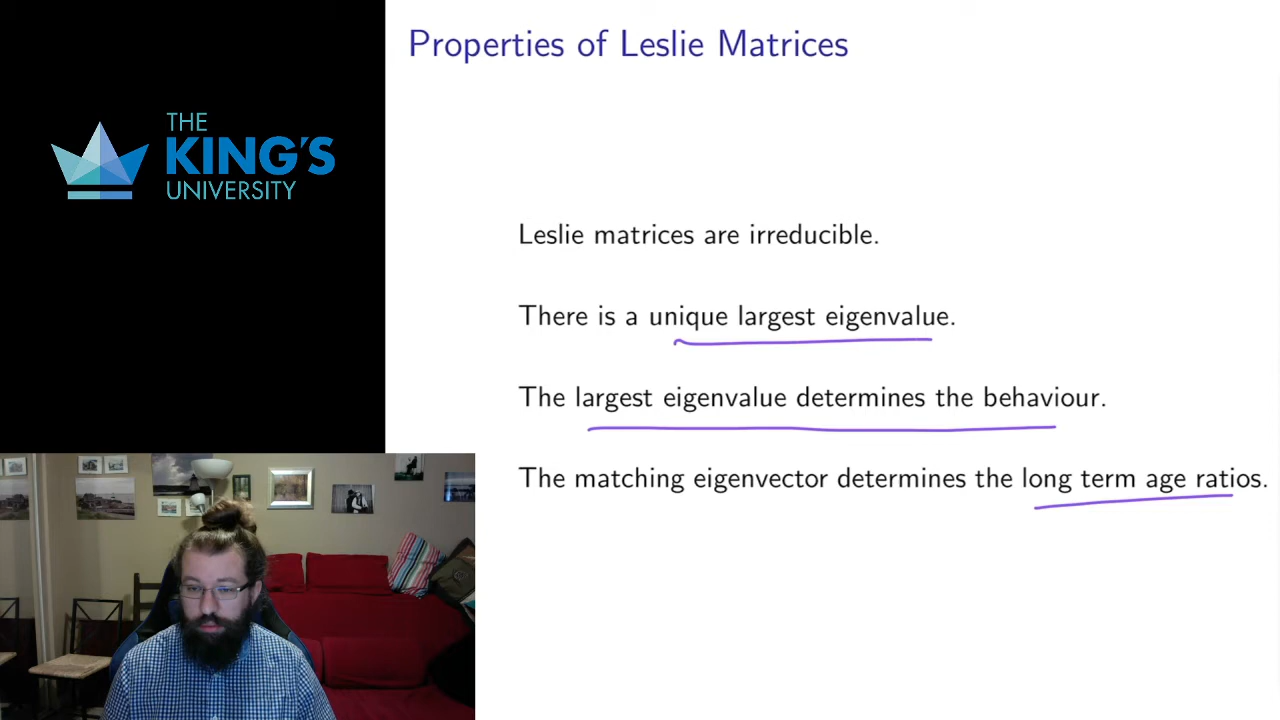 THE
KING'S
UNIVERSITY
Properties of Leslie Matrices
Leslie matrices are irreducible.
There is a unique largest eigenvalue.
The largest eigenvalue determines the behaviour.
The matching eigenvector determines the long term age ratios.